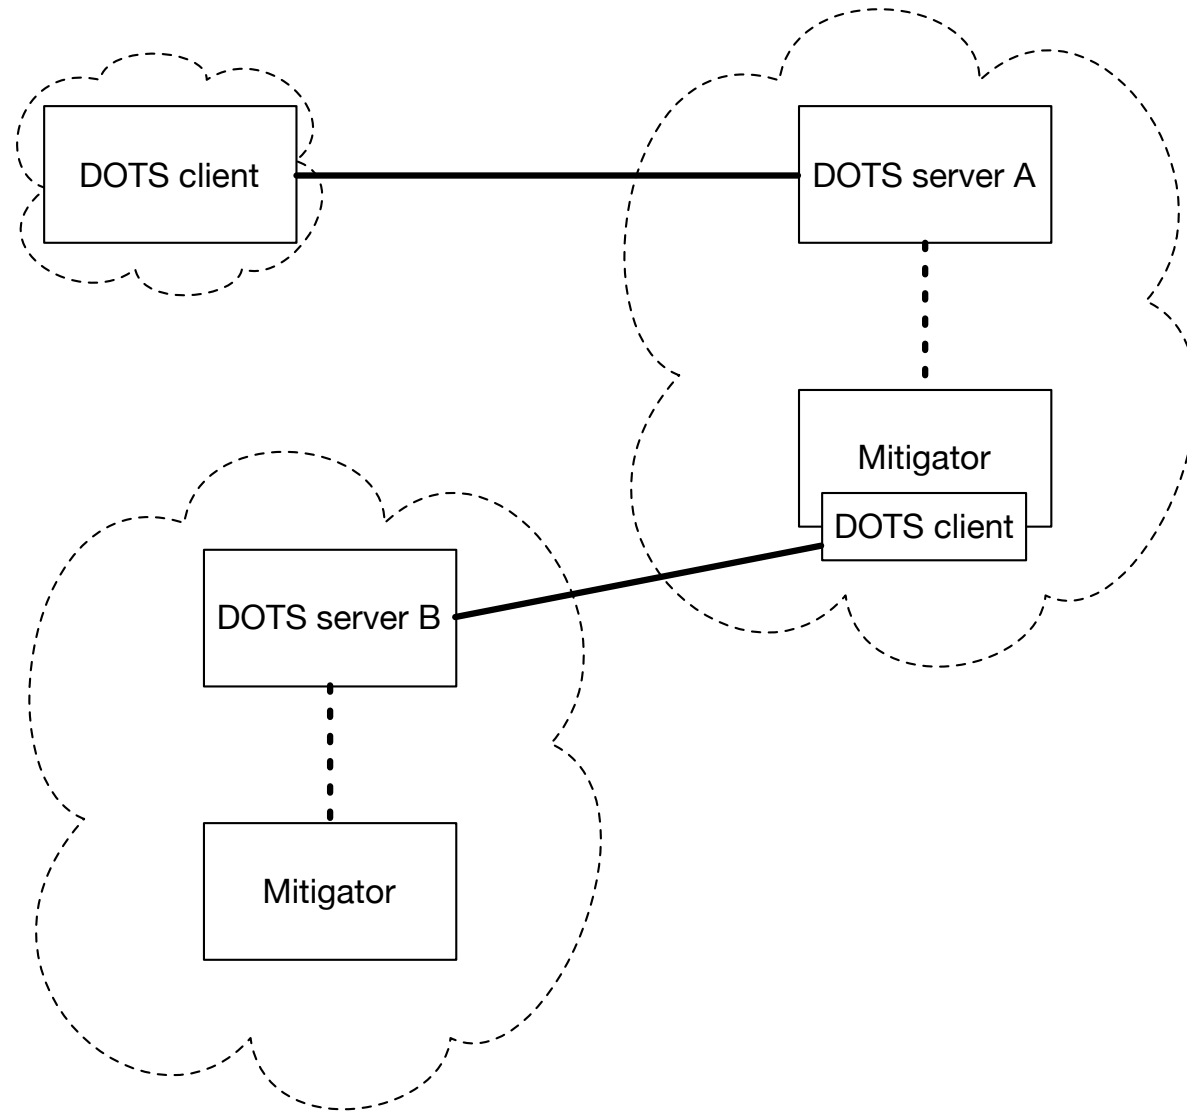 DOTS client
DOTS server A
Mitigator
DOTS client
DOTS server B
Mitigator